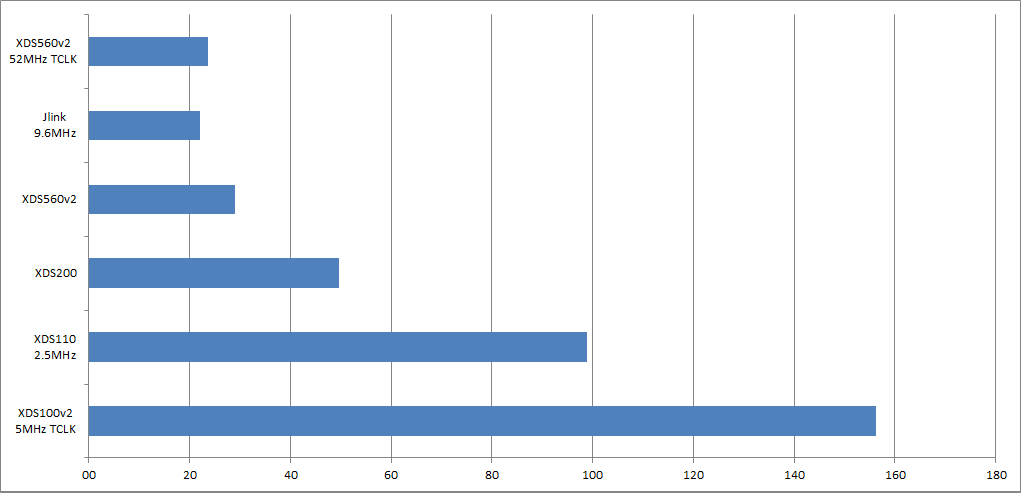 XDS560v2
52MHz TCLK
Jlink
9.6MHz
XDS560v2
XDS200
XDS110
2.5MHz
XDS100v2
5MHz TCLK
00 20 40 60 80 100 120 140 160 180